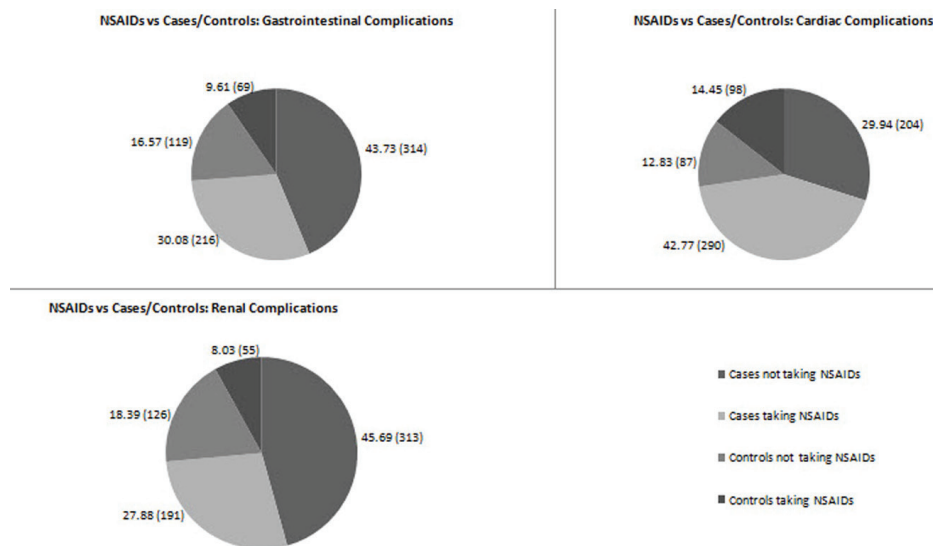 NSAIDs vs Cases/Controls: Gastrointestinal Complications
9.61 (69)
16.57 (119)
43.73 (314)
30.08 (216)
NSAIDs vs Cases/Controls: Cardiac Complications
14.45 (98)
29.94 (204)
12.83 (87)
42.77 (290)
NSAIDs vs Cases/Controls: Renal Complications
8.03 (55)
18.39 (126)
45.69 (313)
27.88 (191)
Cases not taking NSAIDs
Cases taking NSAIDs
Controls not taking NSAIDs
Controls taking NSAIDs